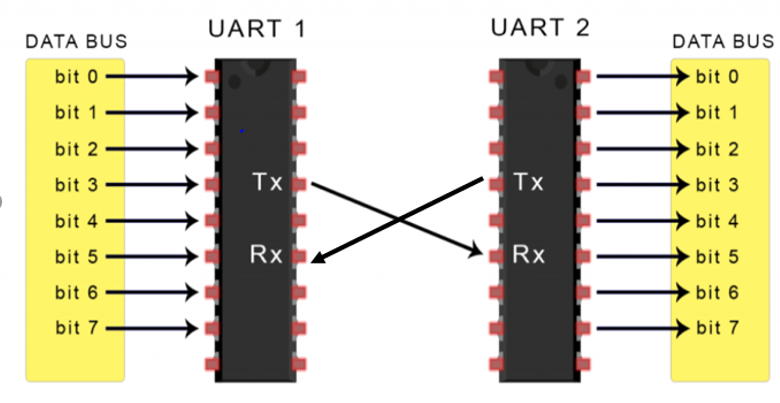 UART 1
UART 2
DATA BUS
DATA BUS
bit 0
bit 1
bit 2
bit 3
bit 4
bit 5
bit 6
bit 7
Tx
Rx
Tx
Rx
bit 0
bit 1
bit 2
bit 3
bit 4
bit 5
bit 6
bit 7